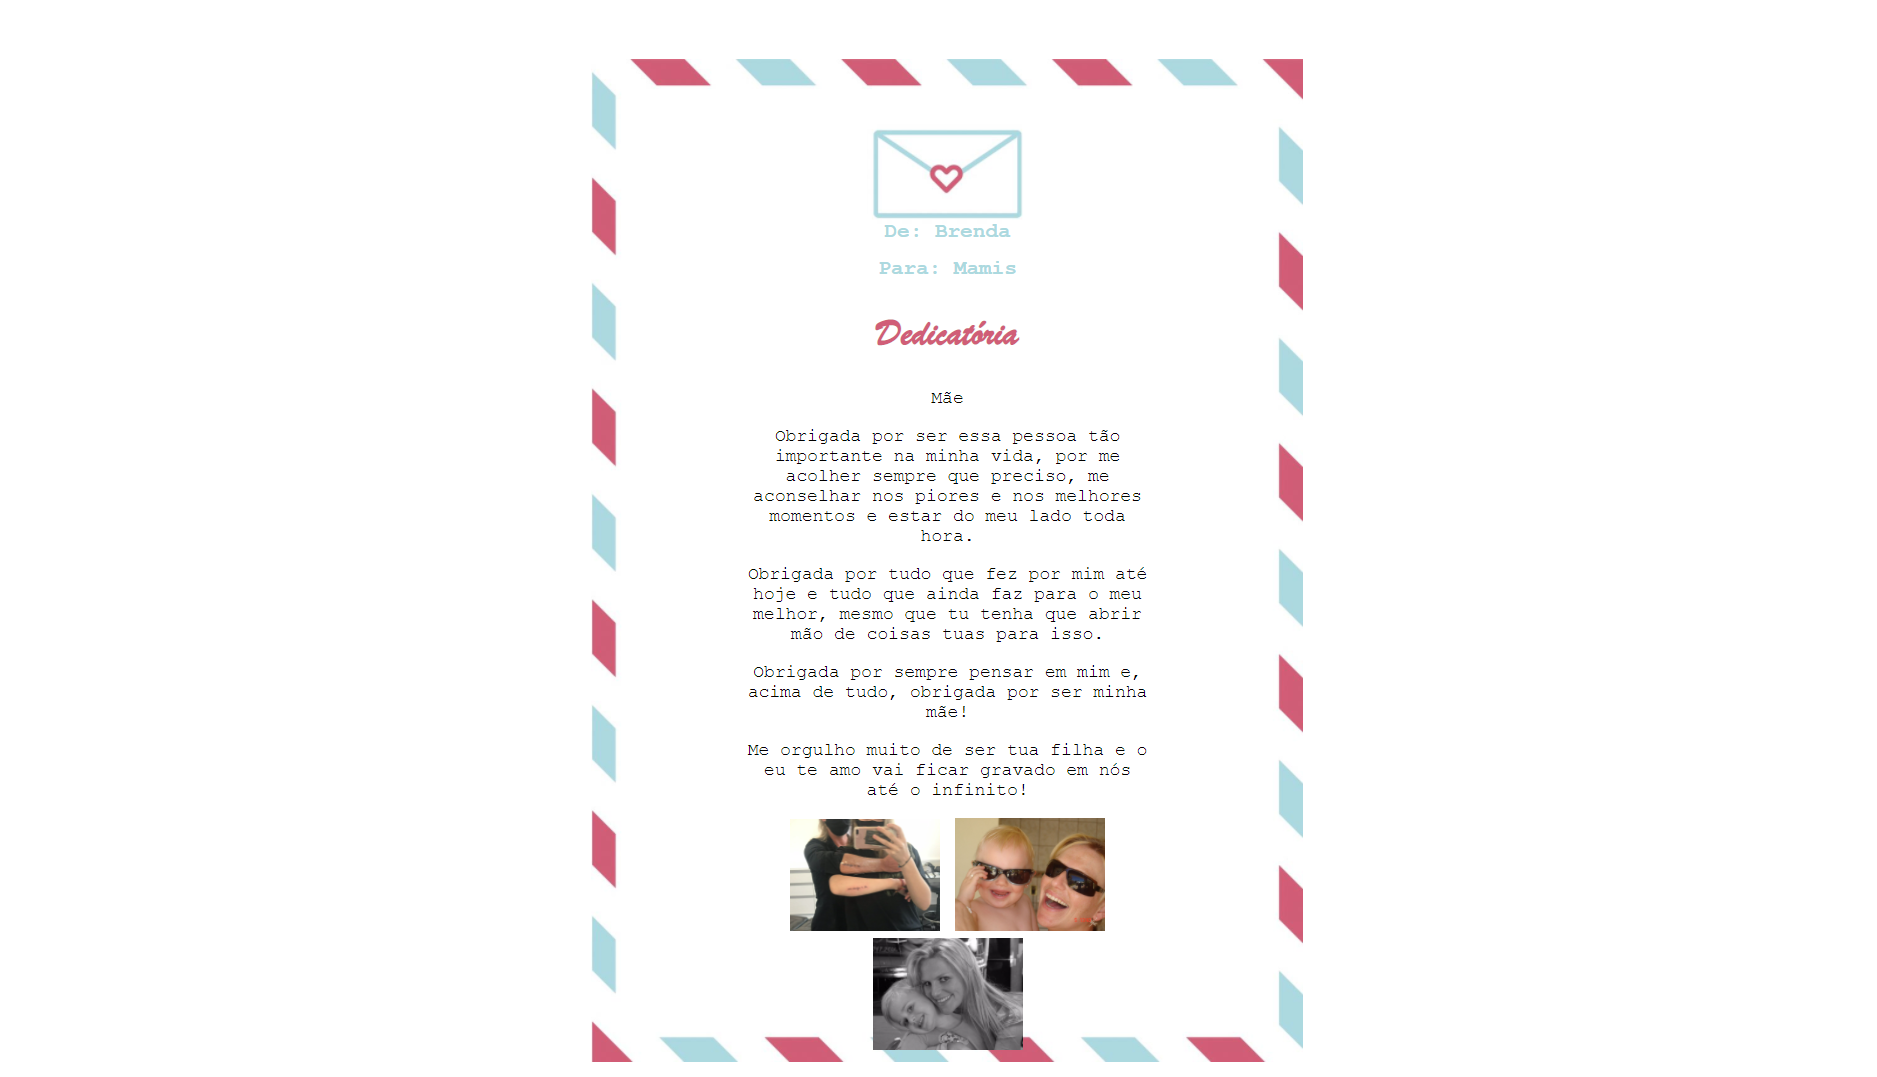 De: Brenda
Para: Mamis
Dedicatória
Mãe
Obrigada por ser essa pessoa tão
importante na minha vida, por me
acolher sempre que preciso, me
aconselhar nos piores e nos melhores
momentos e estar do meu lado toda
hora.
Obrigada por tudo que fez por mim até
hoje e tudo que ainda faz para o meu
melhor, mesmo que tu tenha que abrir
mão de coisas tuas para isso.
Obrigada por sempre pensar em mim e,
acima de tudo, obrigada por ser minha
mãe!
Me orgulho muito de ser tua filha e o
eu te amo vai ficar gravado em nós
até o infinito!